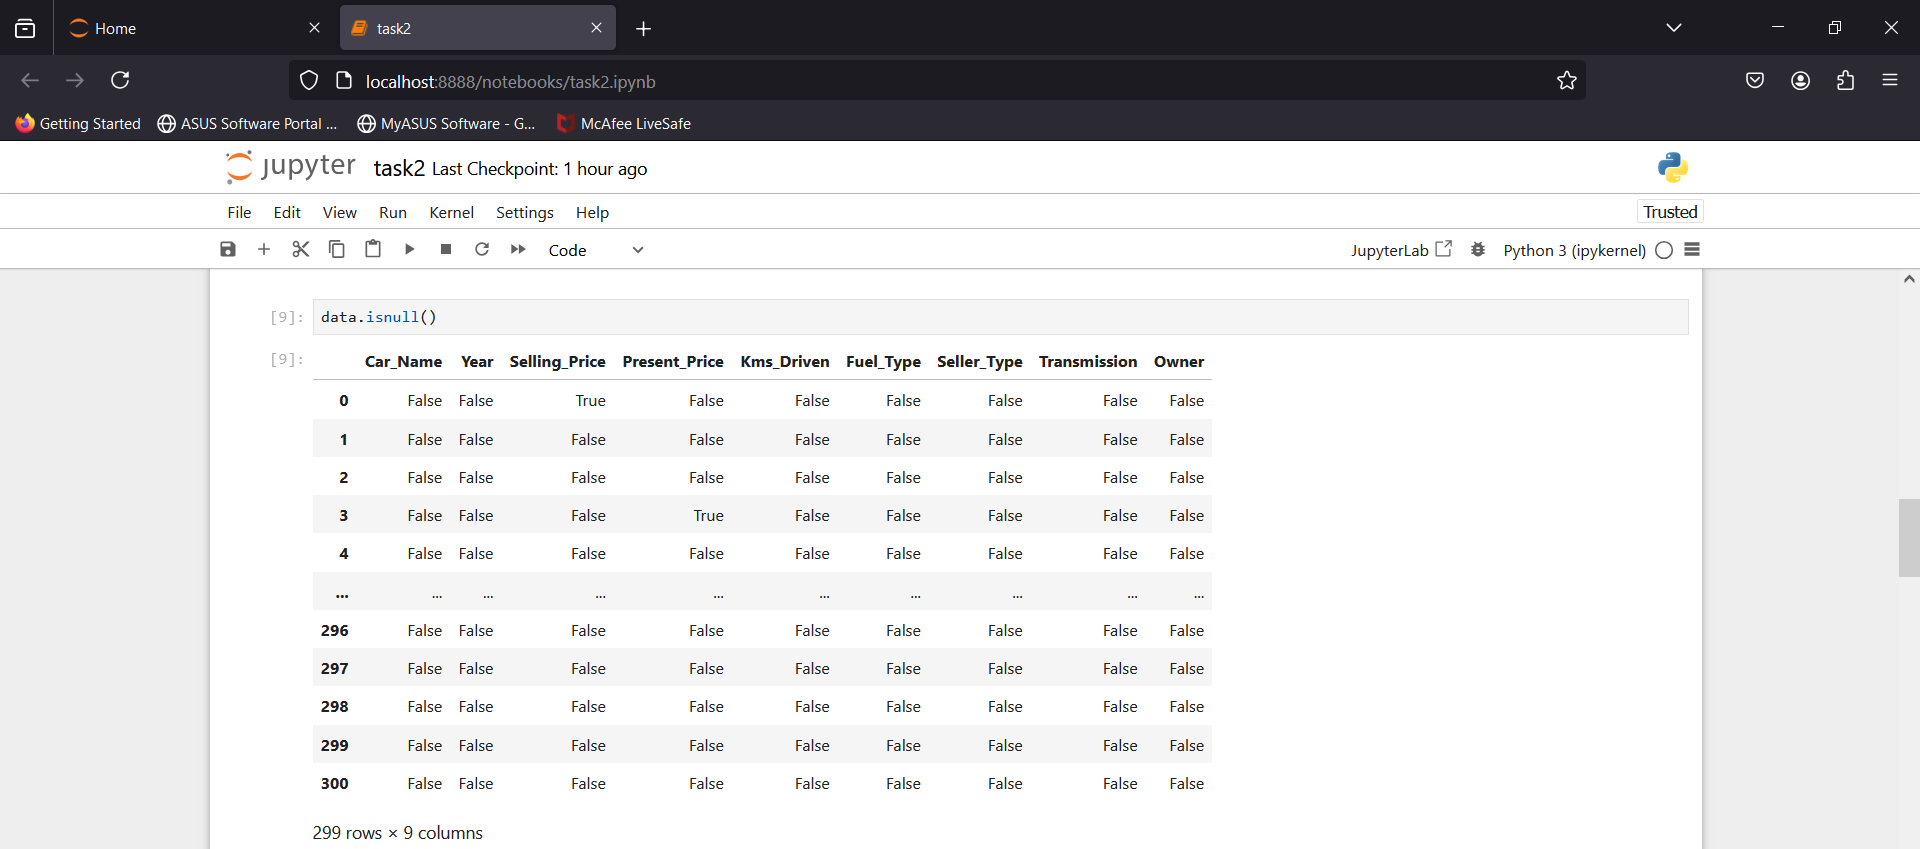 Home
task2
localhost:8888/notebooks/task2.ipynb
Getting Started ASUS Software Portal ... MyASUS Software - G... McAfee LiveSafe
jupyter task2 Last Checkpoint: 1 hour ago
File Edit View Run Kernel Settings Help Trusted
Code JupyterLab Python 3 (ipykernel)
[9]: data.isnull()
[9]: Car_Name Year Selling_Price Present_Price Kms_Driven Fuel_Type Seller_Type Transmission Owner
0 False False True False False False False False False
1 False False False False False False False False False
2 False False False False False False False False False
3 False False False True False False False False False
4 False False False False False False False False False
... ... ... ... ... ... ... ... ... ...
296 False False False False False False False False False
297 False False False False False False False False False
298 False False False False False False False False False
299 False False False False False False False False False
300 False False False False False False False False False
299 rows × 9 columns